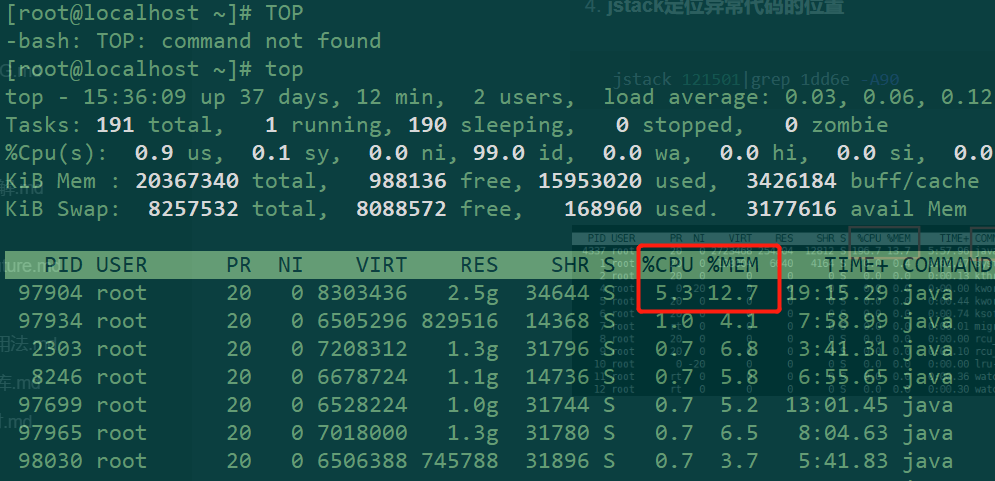 [root@localhost ~]# TOP
4. jstack定位异常代码的位置
-bash: TOP: command not found
[root@localhost ~]# top
jstack 121501|grep 1dd6e -A90
top - 15:36:09 up 37 days, 12 min,  2 users,  load average: 0.03, 0.06, 0.12
Tasks: 191 total,   1 running, 190 sleeping,   0 stopped,   0 zombie
%Cpu(s):  0.9 us,  0.1 sy,  0.0 ni, 99.0 id,  0.0 wa,  0.0 hi,  0.0 si,  0.0
KiB Mem : 20367340 total,   988136 free, 15953020 used,  3426184 buff/cache
KiB Swap:  8257532 total,  8088572 free,   168960 used.  3177616 avail Mem
PID USER      PR  NI    VIRT    RES    SHR S  %CPU %MEM     TIME+ COMMAND
97904 root      20   0 8303436   2.5g  34644 S   5.3 12.7  19:15.29 java
97934 root      20   0 6505296 829516  14368 S   1.0  4.1   7:58.99 java
2303 root      20   0 7208312   1.3g  31796 S   0.7  6.8   3:41.31 java
8246 root      20   0 6678724   1.1g  14736 S   0.7  5.8   6:55.65 java
97699 root      20   0 6528224   1.0g  31744 S   0.7  5.2  13:01.45 java
97965 root      20   0 7018000   1.3g  31780 S   0.7  6.5   8:04.63 java
98030 root      20   0 6506388 745788  31896 S   0.7  3.7   5:41.83 java